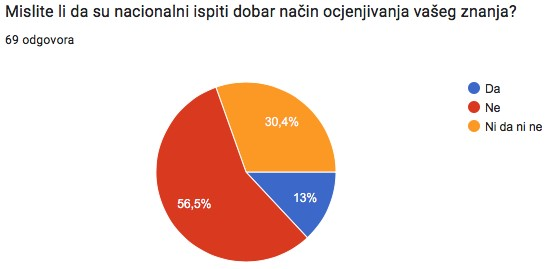 Mislite li da su nacionalni ispiti dobar način ocjenjivanja vašeg znanja?
69 odgovora
Da
Ne
Ni da ni ne
30,4%
13%
56,5%